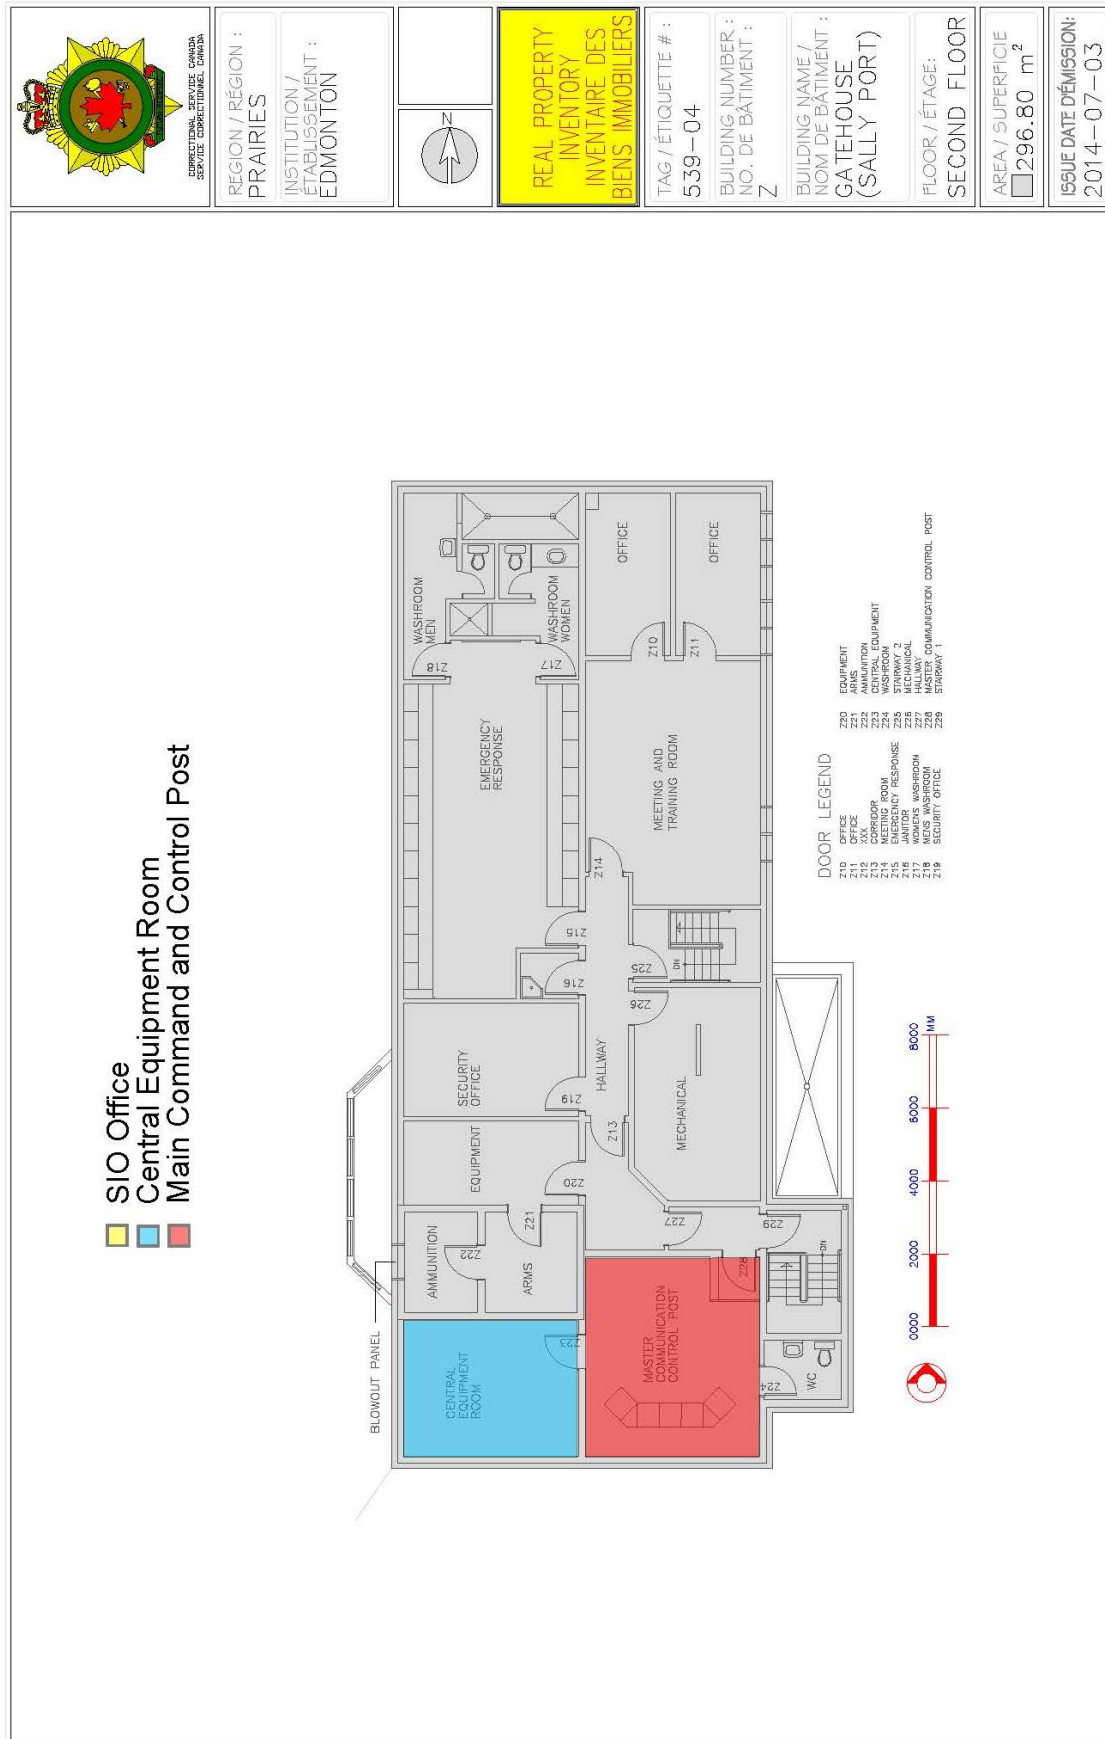 CORRECTIONAL SERVICE CANADA
SERVICE CORRECTIONNEL CANADA
REGION / RÉGION :
PRAIRIES
INSTITUTION /
ÉTABLISSEMENT :
EDMONTON
N
REAL PROPERTY
INVENTORY
INVENTAIRE DES
BIENS IMMOBILIERS
TAG / ÉTIQUETTE # :
539-04
BUILDING NUMBER :
NO. DE BÂTIMENT :
Z
BUILDING NAME /
NOM DE BÂTIMENT :
GATEHOUSE
(SALLY PORT)
FLOOR / ÉTAGE:
SECOND FLOOR
AREA / SUPERFICIE
296.80 m²
ISSUE DATE D'ÉMISSION:
2014-07-03
SIO Office
Central Equipment Room
Main Command and Control Post
BLOWOUT PANEL
CENTRAL
EQUIPMENT
ROOM
Z23
AMMUNITION
Z22
ARMS
Z21
EQUIPMENT
Z20
SECURITY
OFFICE
Z19
EMERGENCY
RESPONSE
Z15
Z16
WASHROOM
MEN
Z18
WASHROOM
WOMEN
Z17
MASTER
COMMUNICATION
CONTROL POST
Z28
Z24
WC
Z27
Z29
DN
Z13
HALLWAY
MECHANICAL
Z26
Z25
DN
Z14
MEETING AND
TRAINING ROOM
OFFICE
Z10
OFFICE
Z11
DOOR LEGEND
Z10 OFFICE
Z11 OFFICE
Z12 XXX
Z13 CORRIDOR
Z14 MEETING ROOM
Z15 EMERGENCY RESPONSE
Z16 JANITOR
Z17 WOMENS WASHROOM
Z18 MENS WASHROOM
Z19 SECURITY OFFICE
Z20 EQUIPMENT
Z21 ARMS
Z22 AMMUNITION
Z23 CENTRAL EQUIPMENT
Z24 WASHROOM
Z25 STAIRWAY 2
Z26 MECHANICAL
Z27 HALLWAY
Z28 MASTER COMMUNICATION CONTROL POST
Z29 STAIRWAY 1
0000 2000 4000 6000 8000
MM